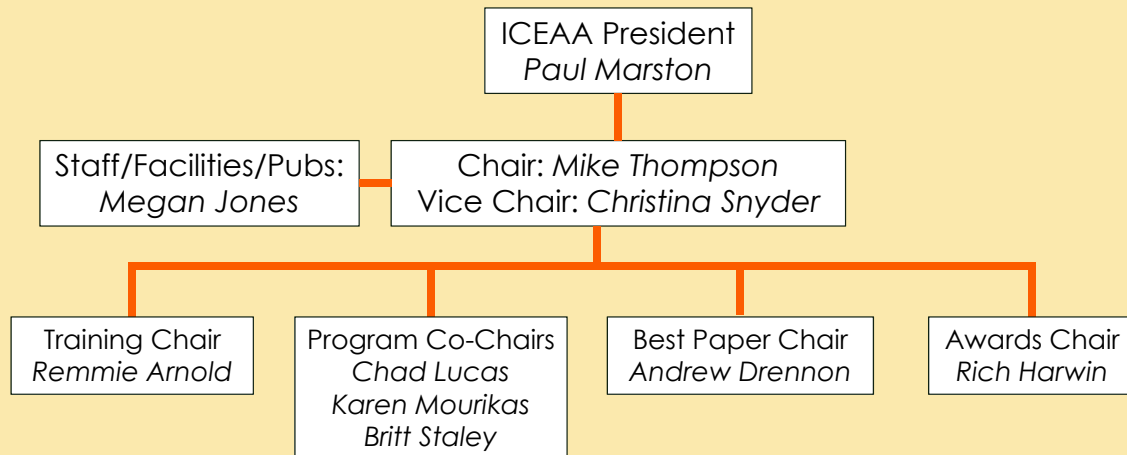 ICEAA President
Paul Marston
Staff/Facilities/Pubs:
Megan Jones
Chair: Mike Thompson
Vice Chair: Christina Snyder
Training Chair
Remmie Arnold
Program Co-Chairs
Chad Lucas
Karen Mourikas
Britt Staley
Best Paper Chair
Andrew Drennon
Awards Chair
Rich Harwin